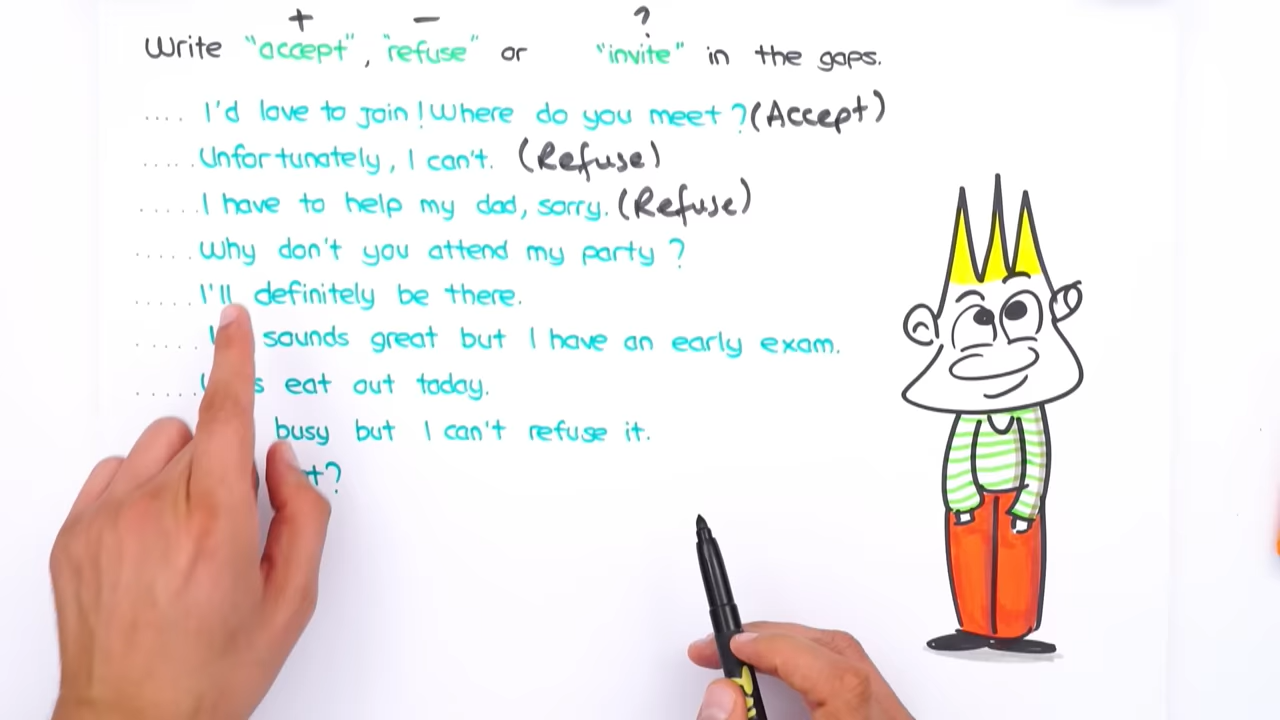 + − ?
Write "accept", "refuse" or "invite" in the gaps.
.... I'd love to join! Where do you meet? (Accept)
..... Unfortunately, I can't. (Refuse)
..... I have to help my dad, sorry. (Refuse)
..... Why don't you attend my party?
..... I'll definitely be there.
..... sounds great but I have an early exam.
..... eat out today.
busy but I can't refuse it.